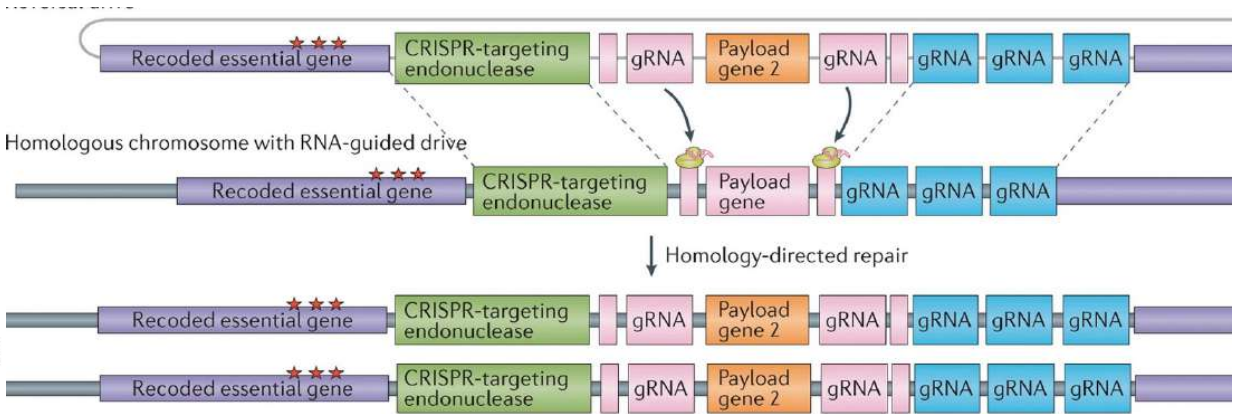 Recoded essential gene
CRISPR-targeting
endonuclease
gRNA
Payload
gene 2
gRNA
gRNA
gRNA
gRNA
Homologous chromosome with RNA-guided drive
Recoded essential gene
CRISPR-targeting
endonuclease
Payload
gene
gRNA
gRNA
gRNA
Homology-directed repair
Recoded essential gene
CRISPR-targeting
endonuclease
gRNA
Payload
gene 2
gRNA
gRNA
gRNA
gRNA
Recoded essential gene
CRISPR-targeting
endonuclease
gRNA
Payload
gene 2
gRNA
gRNA
gRNA
gRNA